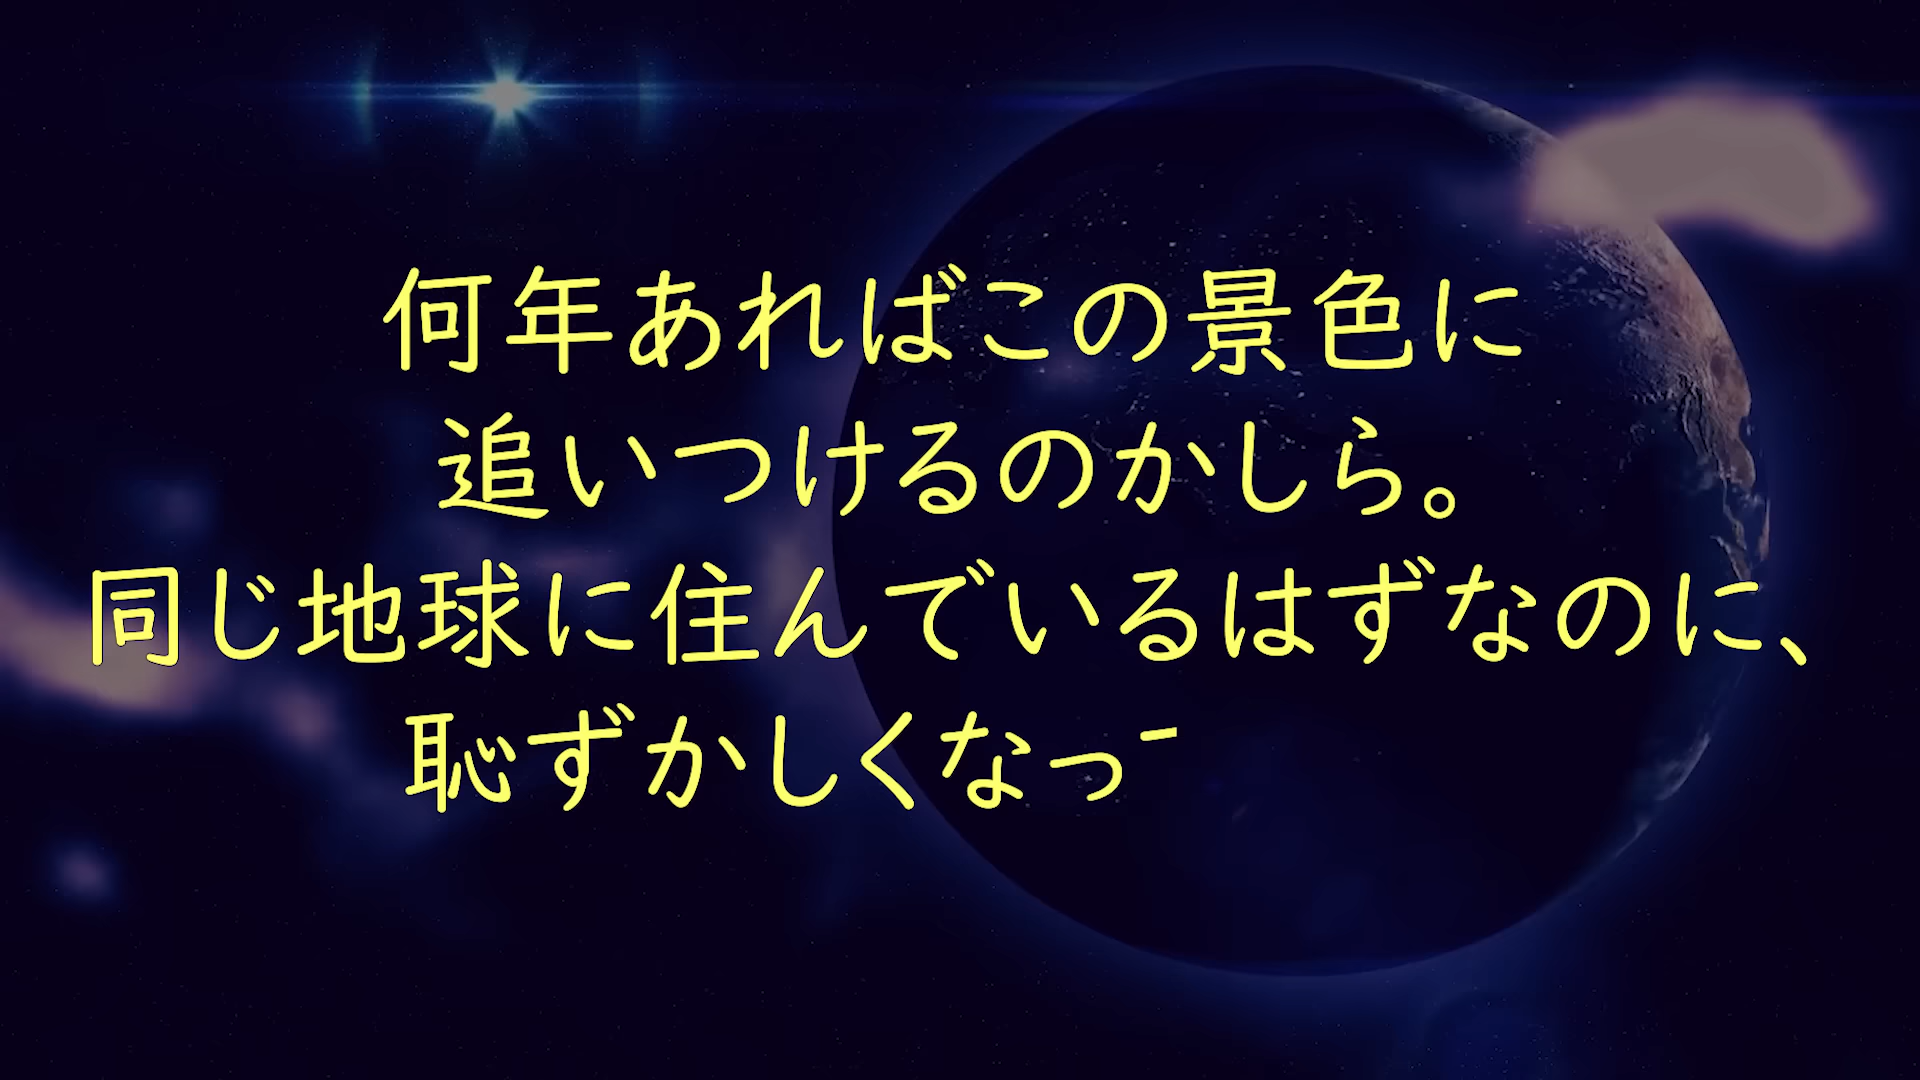 何年あればこの景色に
追いつけるのかしら。
同じ地球に住んでいるはずなのに、
恥ずかしくなっ